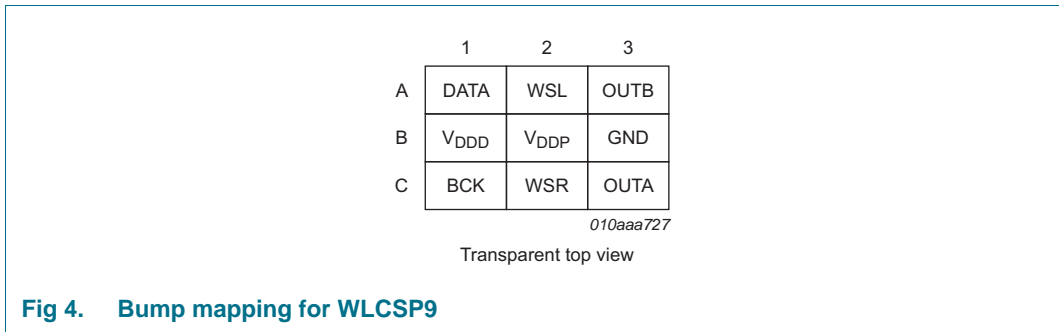 1 2 3
A DATA WSL OUTB
B VDDD VDDP GND
C BCK WSR OUTA
010aaa727
Transparent top view
Fig 4. Bump mapping for WLCSP9